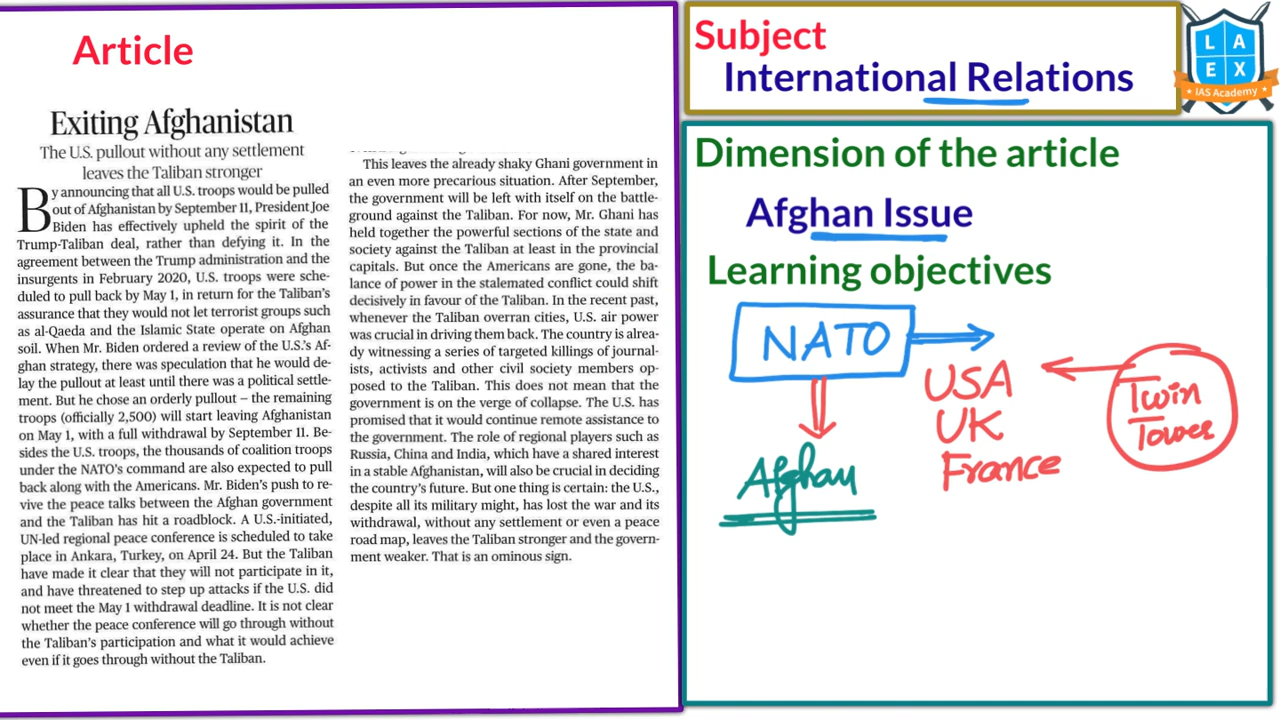 Article
Exiting Afghanistan
The U.S. pullout without any settlement
leaves the Taliban stronger
By announcing that all U.S. troops would be pulled
out of Afghanistan by September 11, President Joe
Biden has effectively upheld the spirit of the
Trump-Taliban deal, rather than defying it. In the
agreement between the Trump administration and the
insurgents in February 2020, U.S. troops were sche-
duled to pull back by May 1, in return for the Taliban's
assurance that they would not let terrorist groups such
as al-Qaeda and the Islamic State operate on Afghan
soil. When Mr. Biden ordered a review of the U.S.'s Af-
ghan strategy, there was speculation that he would de-
lay the pullout at least until there was a political settle-
ment. But he chose an orderly pullout – the remaining
troops (officially 2,500) will start leaving Afghanistan
on May 1, with a full withdrawal by September 11. Be-
sides the U.S. troops, the thousands of coalition troops
under the NATO's command are also expected to pull
back along with the Americans. Mr. Biden's push to re-
vive the peace talks between the Afghan government
and the Taliban has hit a roadblock. A U.S.-initiated,
UN-led regional peace conference is scheduled to take
place in Ankara, Turkey, on April 24. But the Taliban
have made it clear that they will not participate in it,
and have threatened to step up attacks if the U.S. did
not meet the May 1 withdrawal deadline. It is not clear
whether the peace conference will go through without
the Taliban's participation and what it would achieve
even if it goes through without the Taliban.
This leaves the already shaky Ghani government in
an even more precarious situation. After September,
the government will be left with itself on the battle-
ground against the Taliban. For now, Mr. Ghani has
held together the powerful sections of the state and
society against the Taliban at least in the provincial
capitals. But once the Americans are gone, the ba-
lance of power in the stalemated conflict could shift
decisively in favour of the Taliban. In the recent past,
whenever the Taliban overran cities, U.S. air power
was crucial in driving them back. The country is alrea-
dy witnessing a series of targeted killings of journal-
ists, activists and other civil society members op-
posed to the Taliban. This does not mean that the
government is on the verge of collapse. The U.S. has
promised that it would continue remote assistance to
the government. The role of regional players such as
Russia, China and India, which have a shared interest
in a stable Afghanistan, will also be crucial in deciding
the country's future. But one thing is certain: the U.S.,
despite all its military might, has lost the war and its
withdrawal, without any settlement or even a peace
road map, leaves the Taliban stronger and the govern-
ment weaker. That is an ominous sign.
Subject
International Relations
L A
E X
IAS Academy
Dimension of the article
Afghan Issue
Learning objectives
NATO
USA
UK
France
Twin
Tower
Afghan